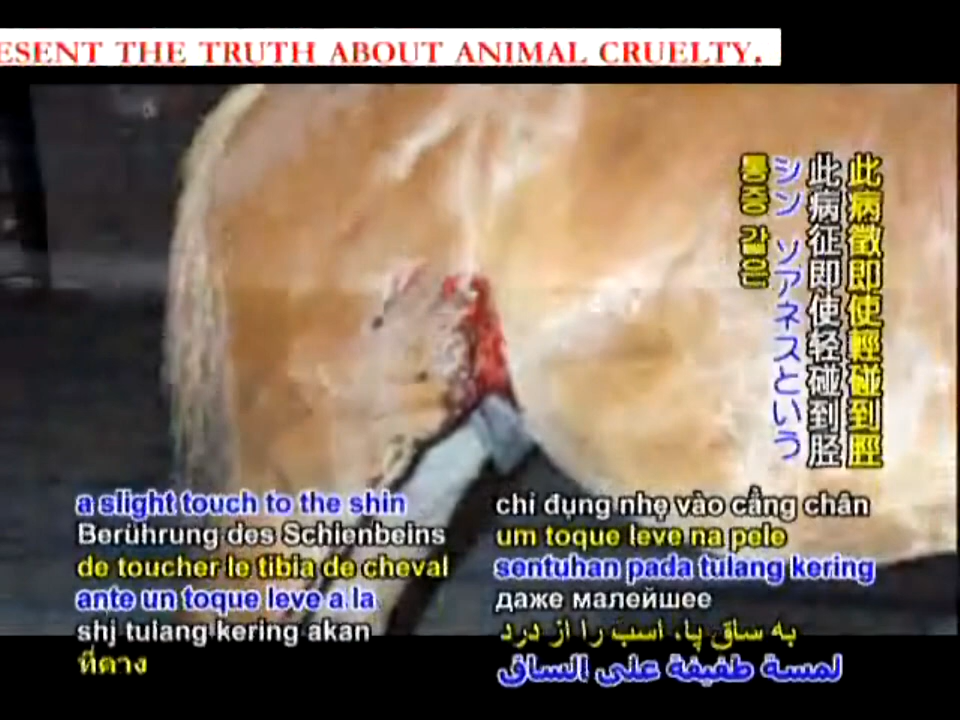 ESENT THE TRUTH ABOUT ANIMAL CRUELTY.
此病徵即使輕碰到脛
此病征即使轻碰到胫
シン ソアネスという
통증 같은
a slight touch to the shin
Berührung des Schienbeins
de toucher le tibia de cheval
ante un toque leve a la
shj tulang kering akan
chỉ đụng nhẹ vào cẳng chân
um toque leve na pele
sentuhan pada tulang kering
даже малейшее
به ساق پا، اسب را از درد
لمسة طفيفة على الساق